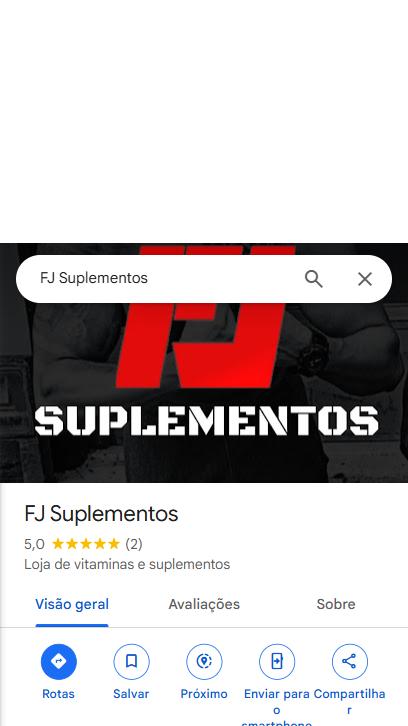 FJ Suplementos
FJ
SUPLEMENTOS
FJ Suplementos
5,0 (2)
Loja de vitaminas e suplementos
Visão geral Avaliações Sobre
Rotas Salvar Próximo Enviar para o smartphone Compartilhar